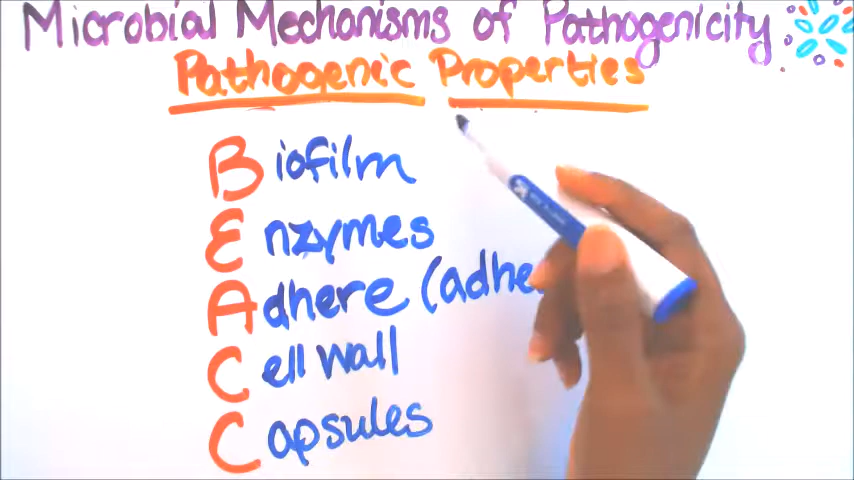 Microbial Mechanisms of Pathogenicity
Pathogenic Properties
Biofilm
Enzymes
Adhere (adhe
Cell wall
Capsules